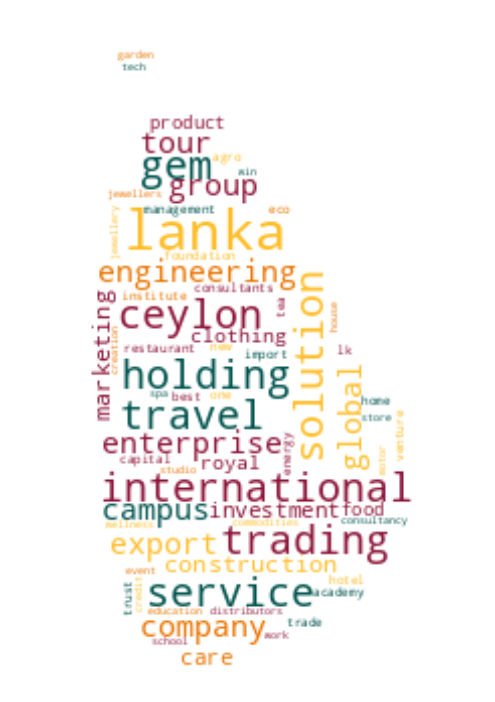 garden
tech
product
tour
gem agro
win
group
jewellers
management eco
jewellery
lanka
foundation
engineering
consultants
institute
marketing
ceylon
tea
solution
house
clothing
creation
restaurant new import
lk
holding
global
spa best one
home
travel
store
enterprise
energy
venture
motor
capital royal
studio
international
campus investment food
wellness commodities consultancy
export trading
construction
event
hotel
trust
credit
service academy
education distributors
company trade
work
school
care